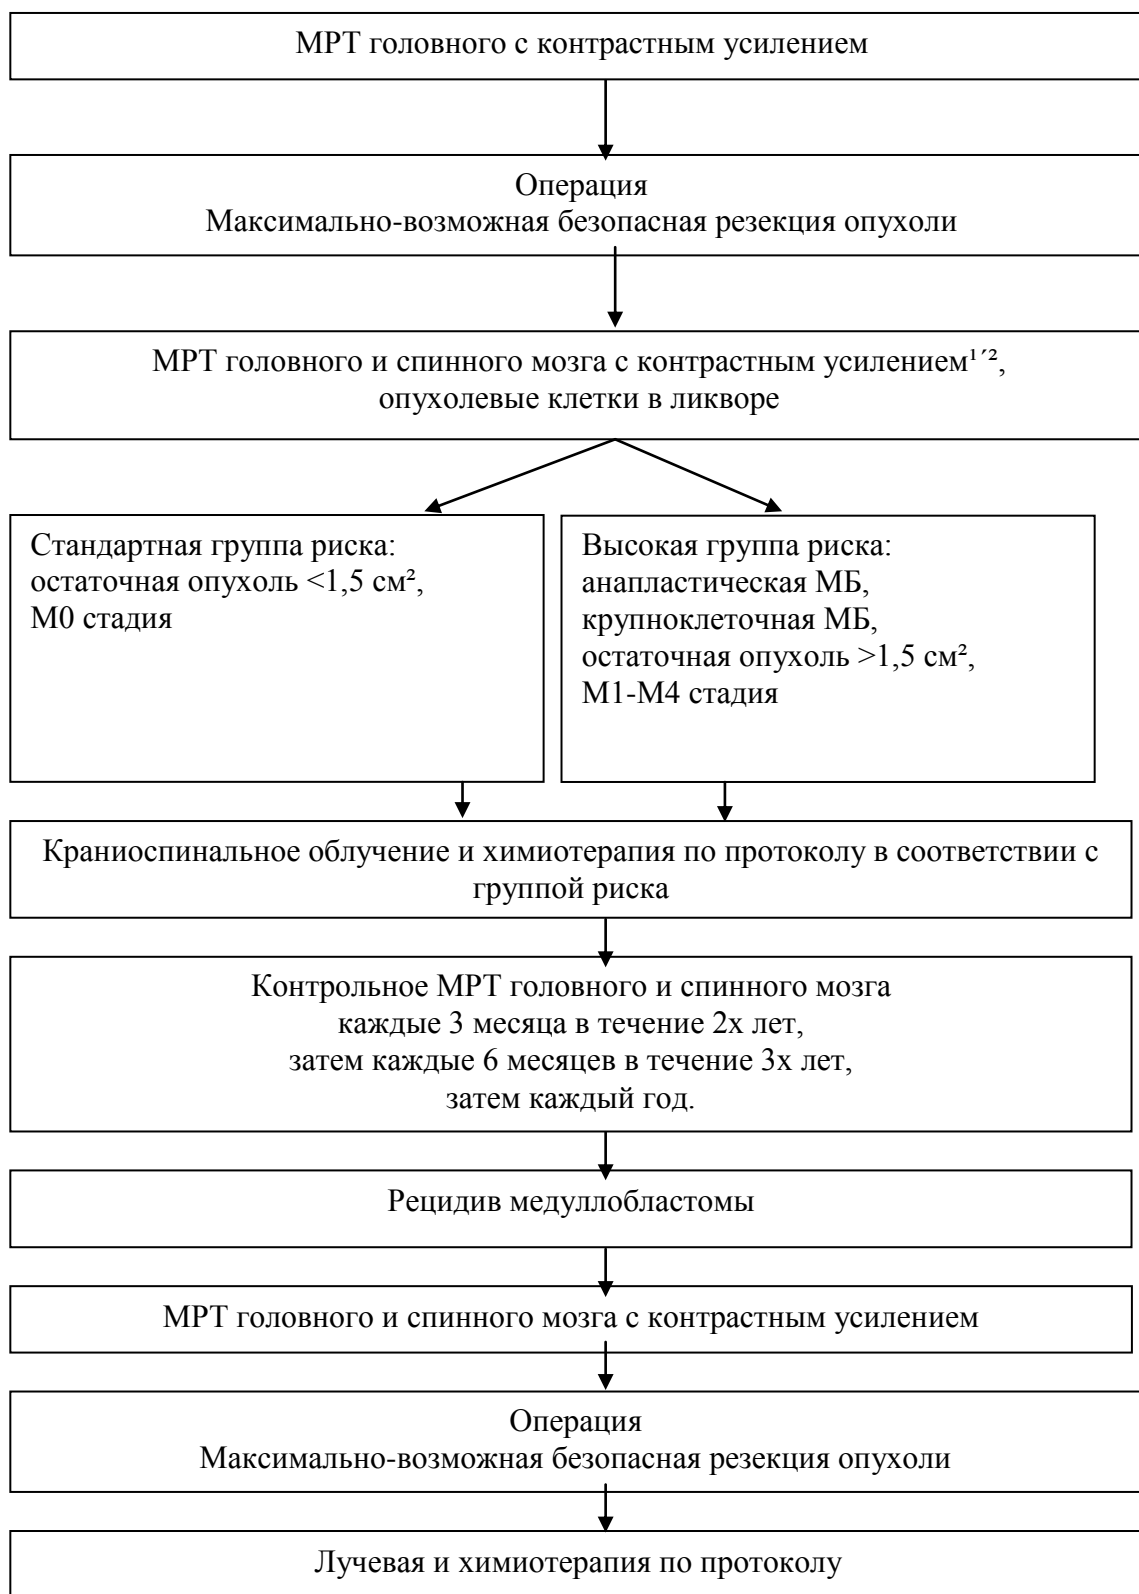 МРТ головного с контрастным усилением
Операция
Максимально-возможная безопасная резекция опухоли
МРТ головного и спинного мозга с контрастным усилением¹´²,
опухолевые клетки в ликворе
Стандартная группа риска:
остаточная опухоль <1,5 см²,
М0 стадия
Высокая группа риска:
анапластическая МБ,
крупноклеточная МБ,
остаточная опухоль >1,5 см²,
М1-М4 стадия
Краниоспинальное облучение и химиотерапия по протоколу в соответствии с
группой риска
Контрольное МРТ головного и спинного мозга
каждые 3 месяца в течение 2х лет,
затем каждые 6 месяцев в течение 3х лет,
затем каждый год.
Рецидив медуллобластомы
МРТ головного и спинного мозга с контрастным усилением
Операция
Максимально-возможная безопасная резекция опухоли
Лучевая и химиотерапия по протоколу